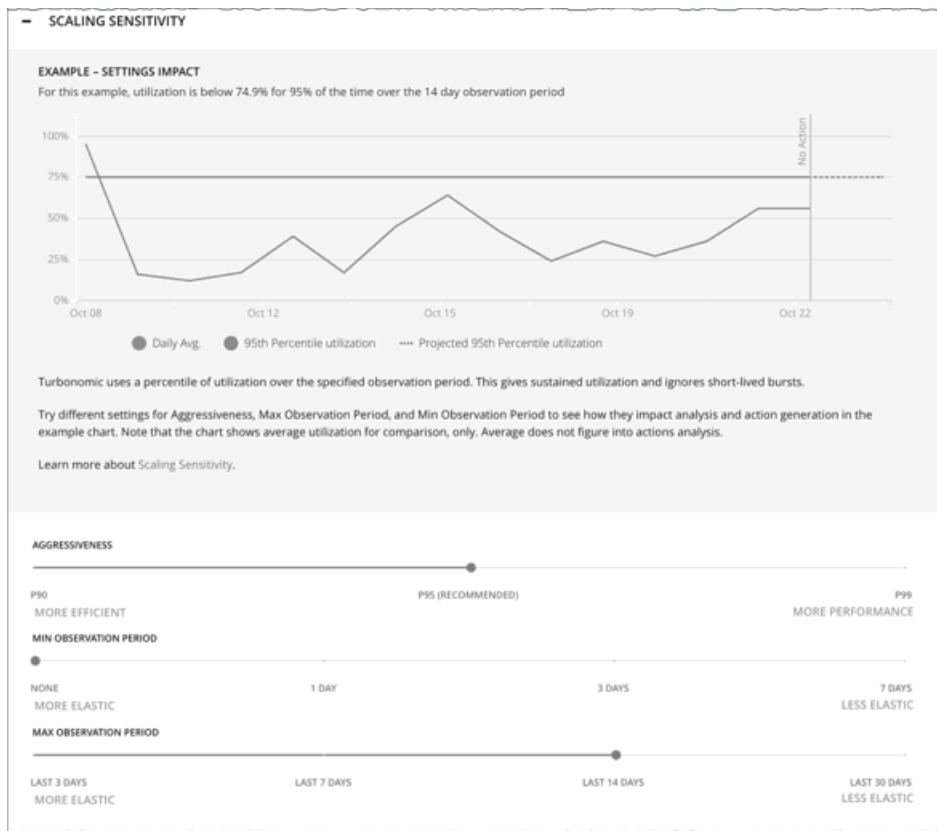 − SCALING SENSITIVITY
EXAMPLE – SETTINGS IMPACT
For this example, utilization is below 74.9% for 95% of the time over the 14 day observation period
No Action
100%
75%
50%
25%
0%
Oct 08 Oct 12 Oct 15 Oct 19 Oct 22
Daily Avg. 95th Percentile utilization Projected 95th Percentile utilization
Turbonomic uses a percentile of utilization over the specified observation period. This gives sustained utilization and ignores short-lived bursts.
Try different settings for Aggressiveness, Max Observation Period, and Min Observation Period to see how they impact analysis and action generation in the
example chart. Note that the chart shows average utilization for comparison, only. Average does not figure into actions analysis.
Learn more about Scaling Sensitivity.
AGGRESSIVENESS
P90 P95 (RECOMMENDED) P99
MORE EFFICIENT MORE PERFORMANCE
MIN OBSERVATION PERIOD
NONE 1 DAY 3 DAYS 7 DAYS
MORE ELASTIC LESS ELASTIC
MAX OBSERVATION PERIOD
LAST 3 DAYS LAST 7 DAYS LAST 14 DAYS LAST 30 DAYS
MORE ELASTIC LESS ELASTIC